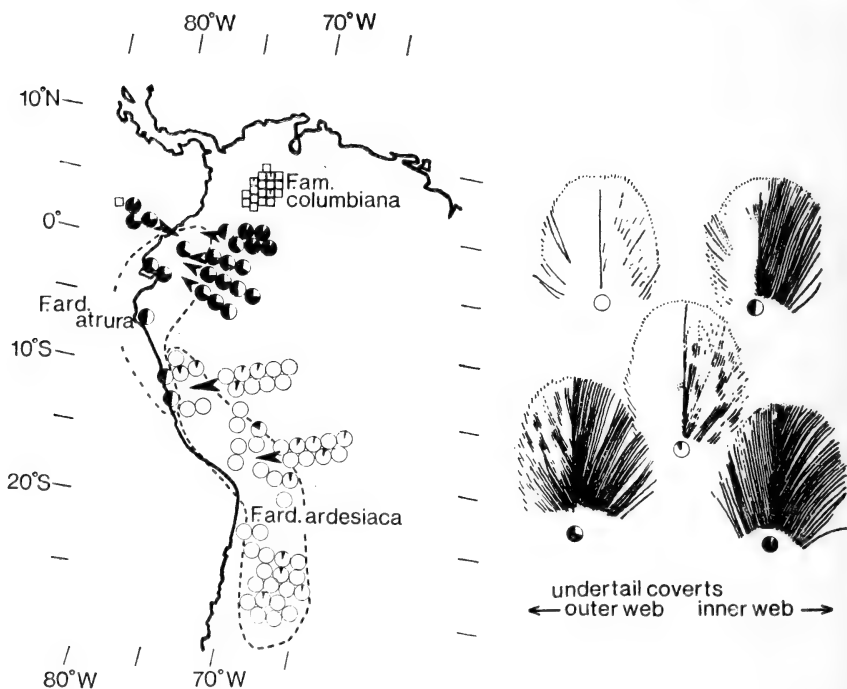 80°W 70°W
10°N
F.am.
columbiana
0°
F.ard.
atrura
10°S
20°S
F.ard. ardesiaca
80°W 70°W
undertail coverts
outer web inner web